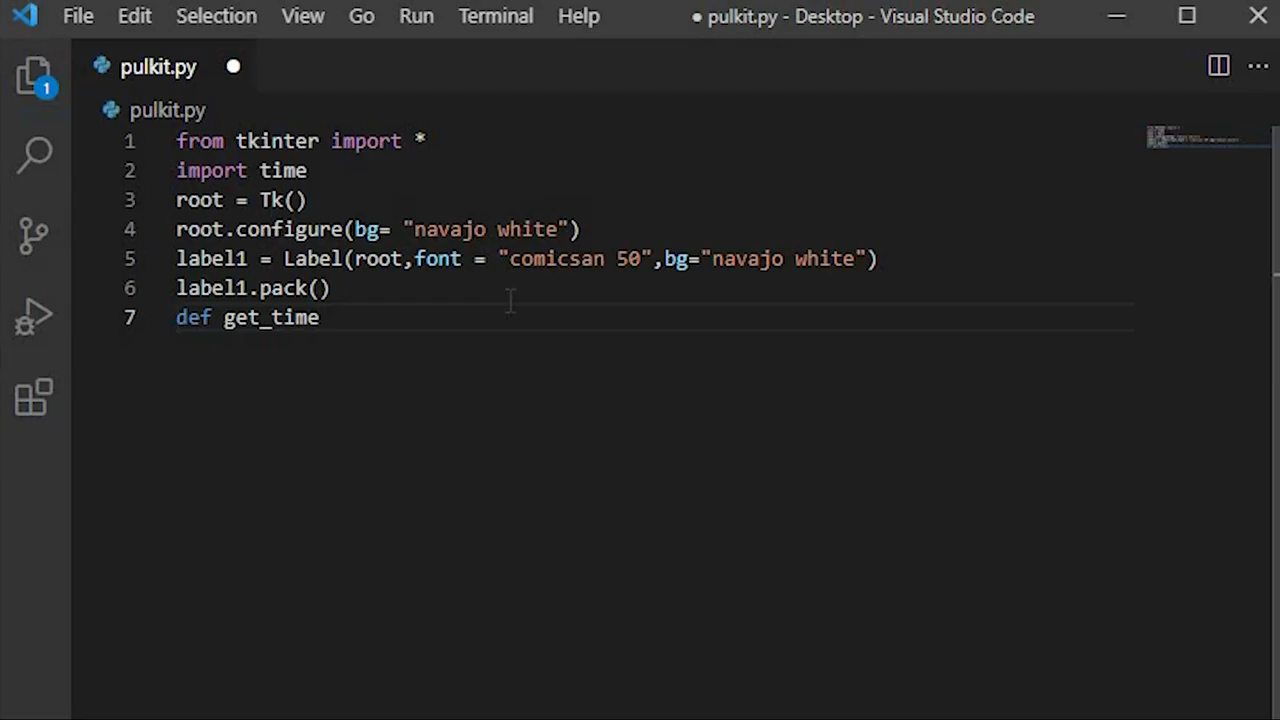 File Edit Selection View Go Run Terminal Help ● pulkit.py - Desktop - Visual Studio Code
pulkit.py
1
pulkit.py
1 from tkinter import *
2 import time
3 root = Tk()
4 root.configure(bg= "navajo white")
5 label1 = Label(root,font = "comicsan 50",bg="navajo white")
6 label1.pack()
7 def get_time